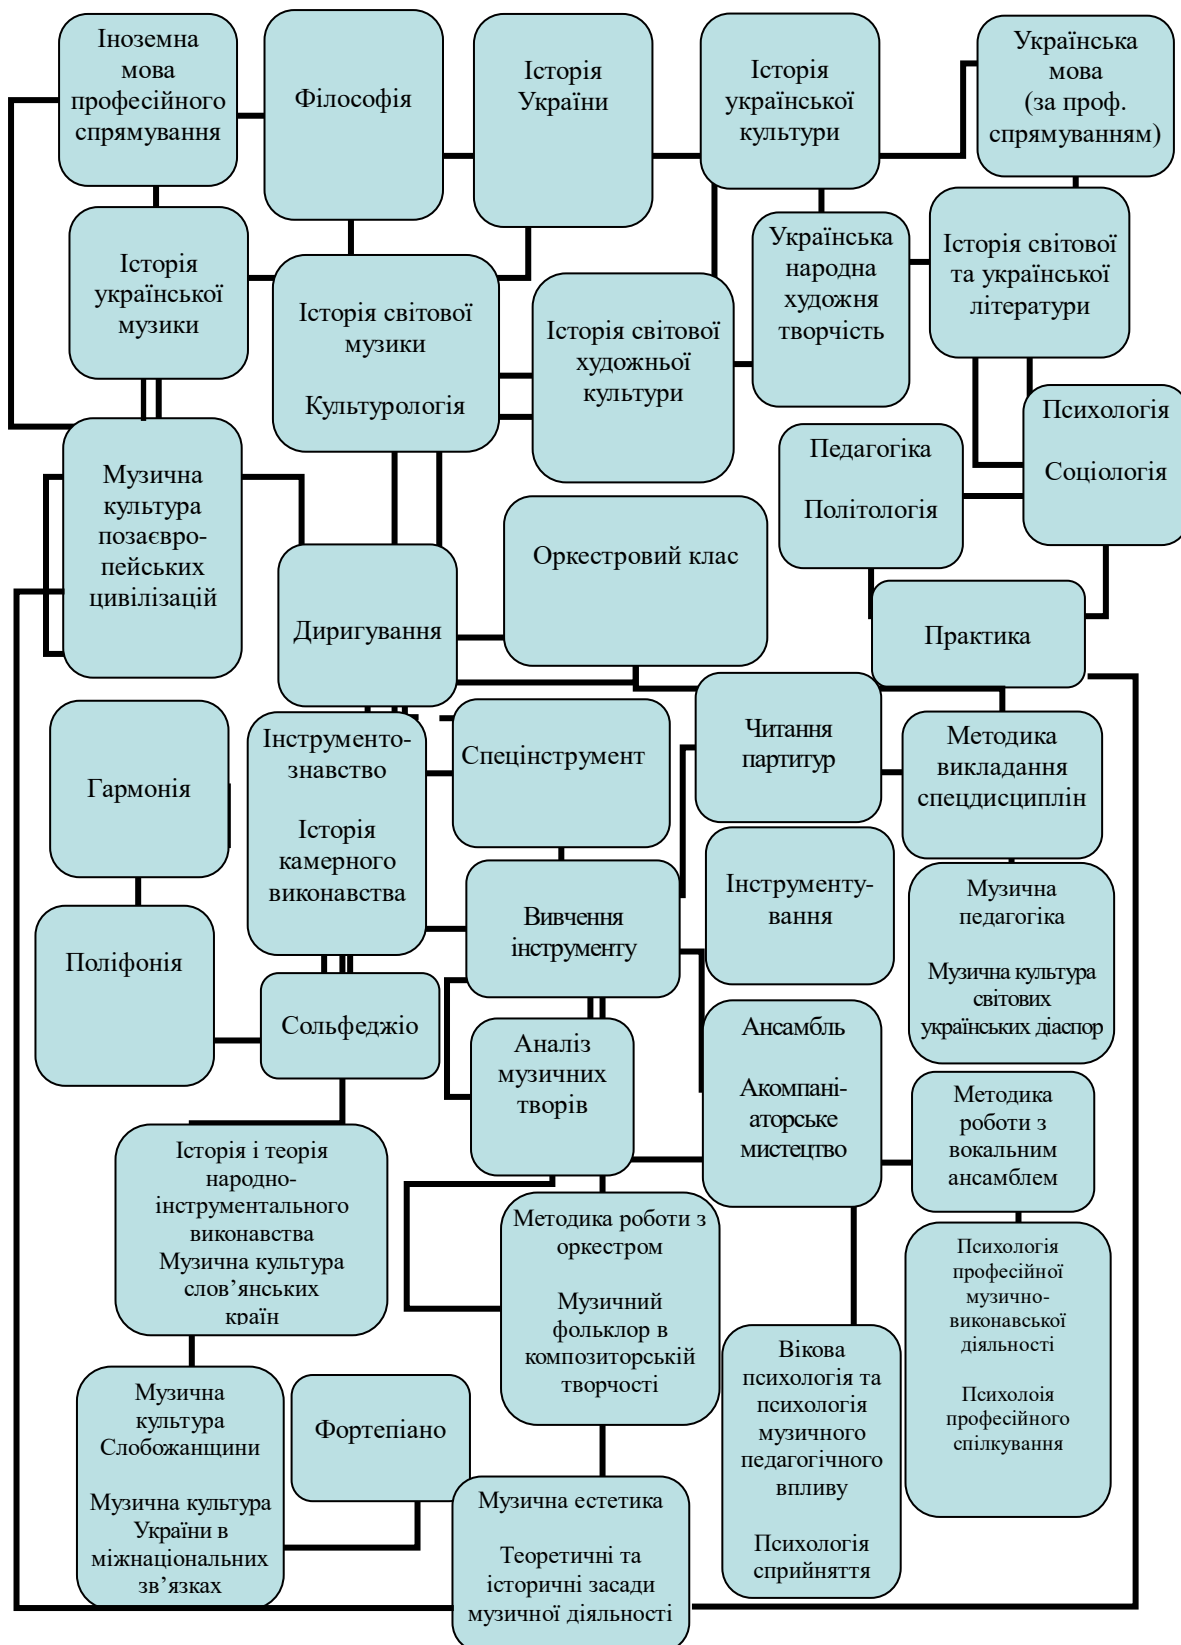 Іноземна
мова
професійного
спрямування
Філософія
Історія
України
Історія
української
культури
Українська
мова
(за проф.
спрямуванням)
Історія
української
музики
Історія світової
музики
Культурологія
Історія світової
художньої
культури
Українська
народна
художня
творчість
Історія світової
та української
літератури
Психологія
Соціологія
Педагогіка
Політологія
Музична
культура
позаєвро-
пейських
цивілізацій
Диригування
Оркестровий клас
Практика
Гармонія
Інструменто-
знавство
Історія
камерного
виконавства
Спецінструмент
Читання
партитур
Методика
викладання
спецдисциплін
Поліфонія
Вивчення
інструменту
Інструменту-
вання
Музична
педагогіка
Музична культура
світових
українських діаспор
Сольфеджіо
Аналіз
музичних
творів
Ансамбль
Акомпані-
аторське
мистецтво
Методика
роботи з
вокальним
ансамблем
Історія і теорія
народно-
інструментального
виконавства
Музична культура
слов’янських
країн
Методика роботи з
оркестром
Музичний
фольклор в
композиторській
творчості
Психологія
професійної
музично-
виконавської
діяльності
Психолоія
професійного
спілкування
Вікова
психологія та
психологія
музичного
педагогічного
впливу
Психологія
сприйняття
Музична
культура
Слобожанщини
Музична культура
України в
міжнаціональних
зв’язках
Фортепіано
Музична естетика
Теоретичні та
історичні засади
музичної діяльності